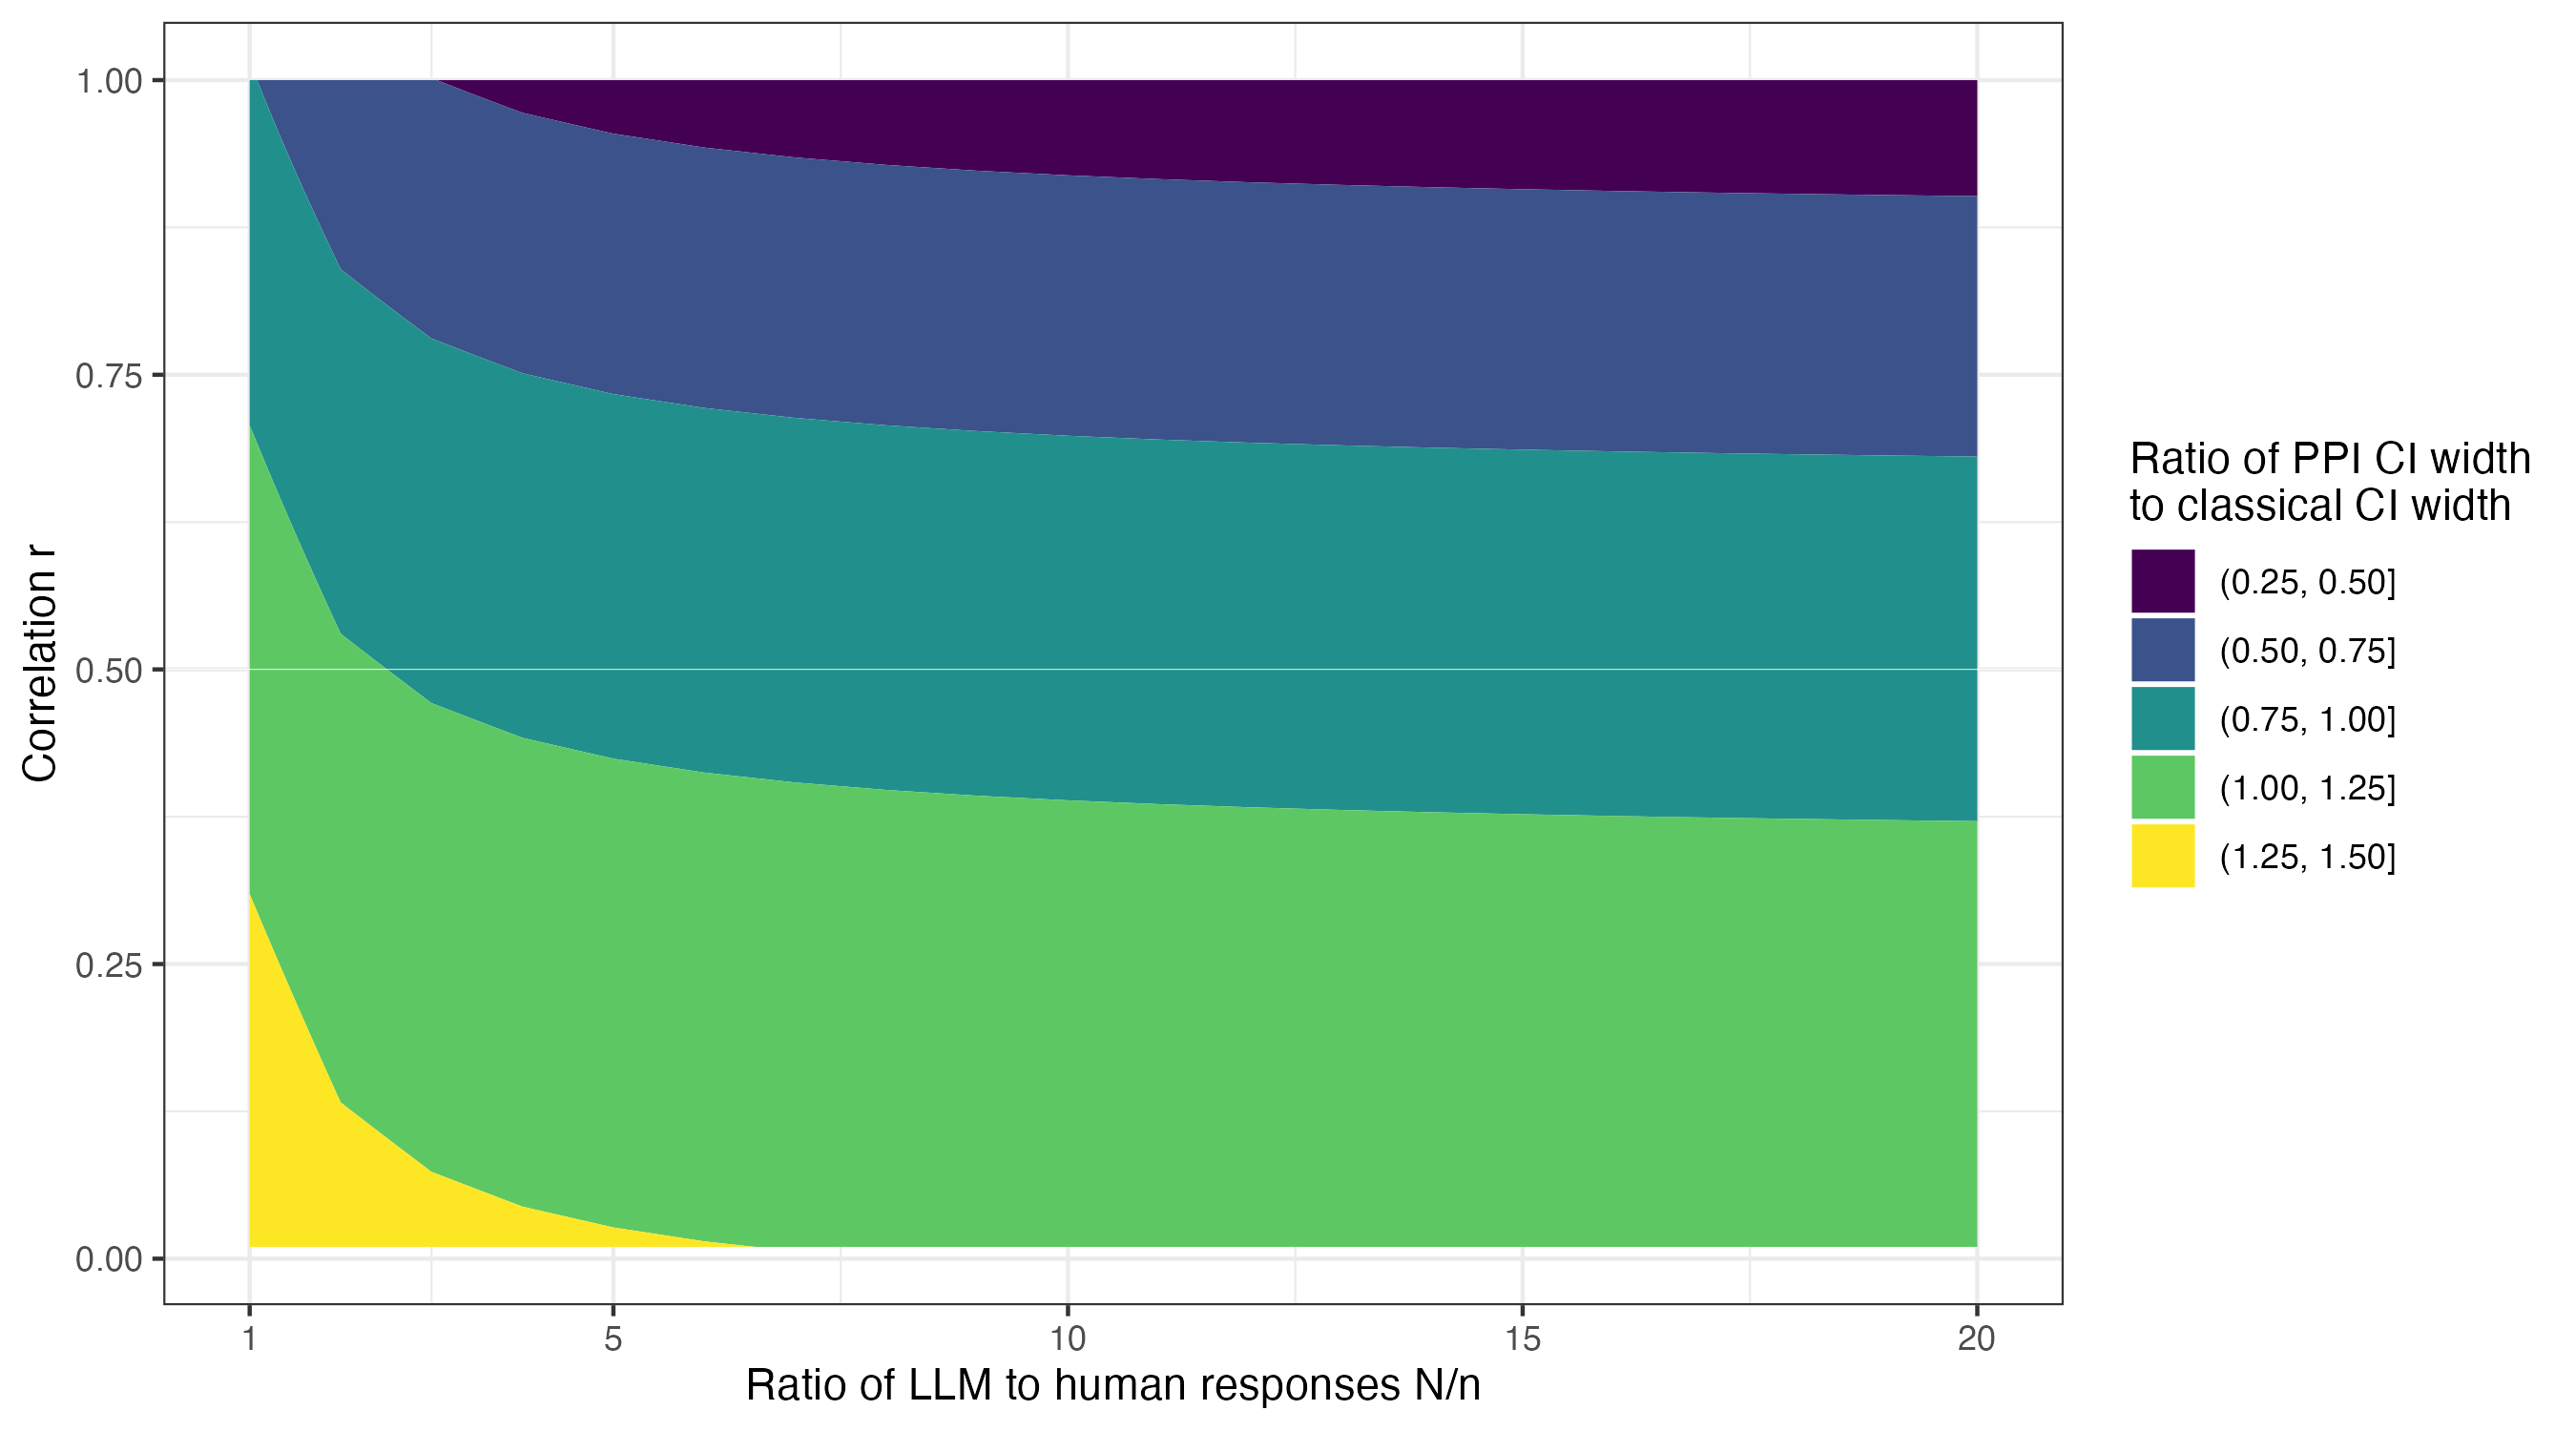 1.00
0.75
0.50
0.25
0.00
Correlation r
1 5 10 15 20
Ratio of LLM to human responses N/n
Ratio of PPI CI width
to classical CI width
(0.25, 0.50]
(0.50, 0.75]
(0.75, 1.00]
(1.00, 1.25]
(1.25, 1.50]